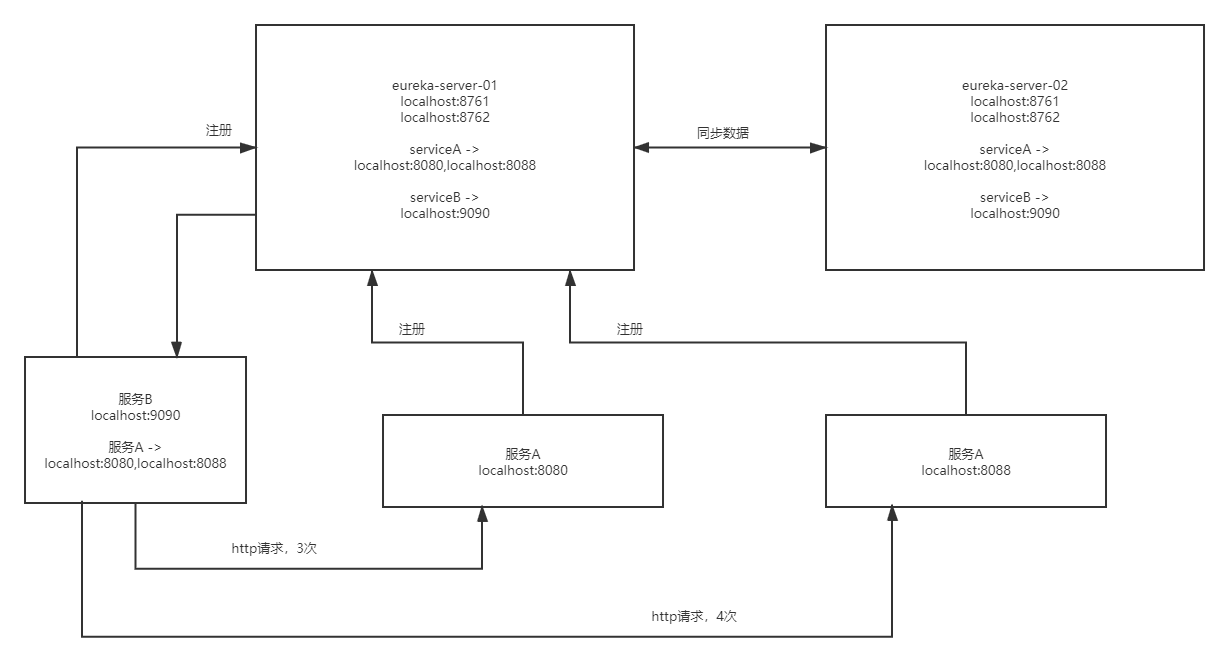 eureka-server-01
localhost:8761
localhost:8762
serviceA ->
localhost:8080,localhost:8088
serviceB ->
localhost:9090
eureka-server-02
localhost:8761
localhost:8762
serviceA ->
localhost:8080,localhost:8088
serviceB ->
localhost:9090
注册
同步数据
注册
注册
服务B
localhost:9090
服务A ->
localhost:8080,localhost:8088
服务A
localhost:8080
服务A
localhost:8088
http请求，3次
http请求，4次